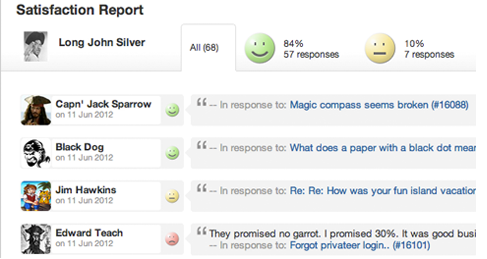 Satisfaction Report
Long John Silver
All (68)
84%
57 responses
10%
7 responses
Capn' Jack Sparrow
on 11 Jun 2012
“ -- In response to: Magic compass seems broken (#16088)
Black Dog
on 11 Jun 2012
“ -- In response to: What does a paper with a black dot mean
Jim Hawkins
on 11 Jun 2012
“ -- In response to: Re: Re: How was your fun island vacation
Edward Teach
on 11 Jun 2012
“ They promised no garrot. I promised 30%. It was good busi
-- In response to: Forgot privateer login.. (#16101)